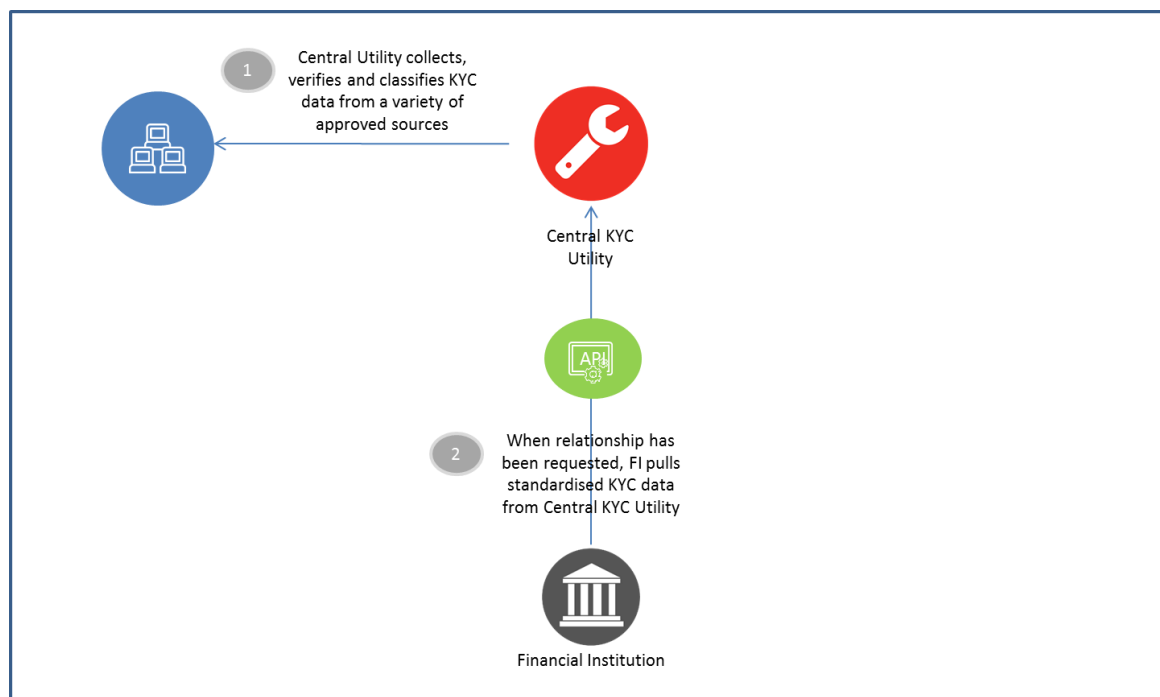 1
Central Utility collects,
verifies and classifies KYC
data from a variety of
approved sources
Central KYC
Utility
API
2
When relationship has
been requested, FI pulls
standardised KYC data
from Central KYC Utility
Financial Institution